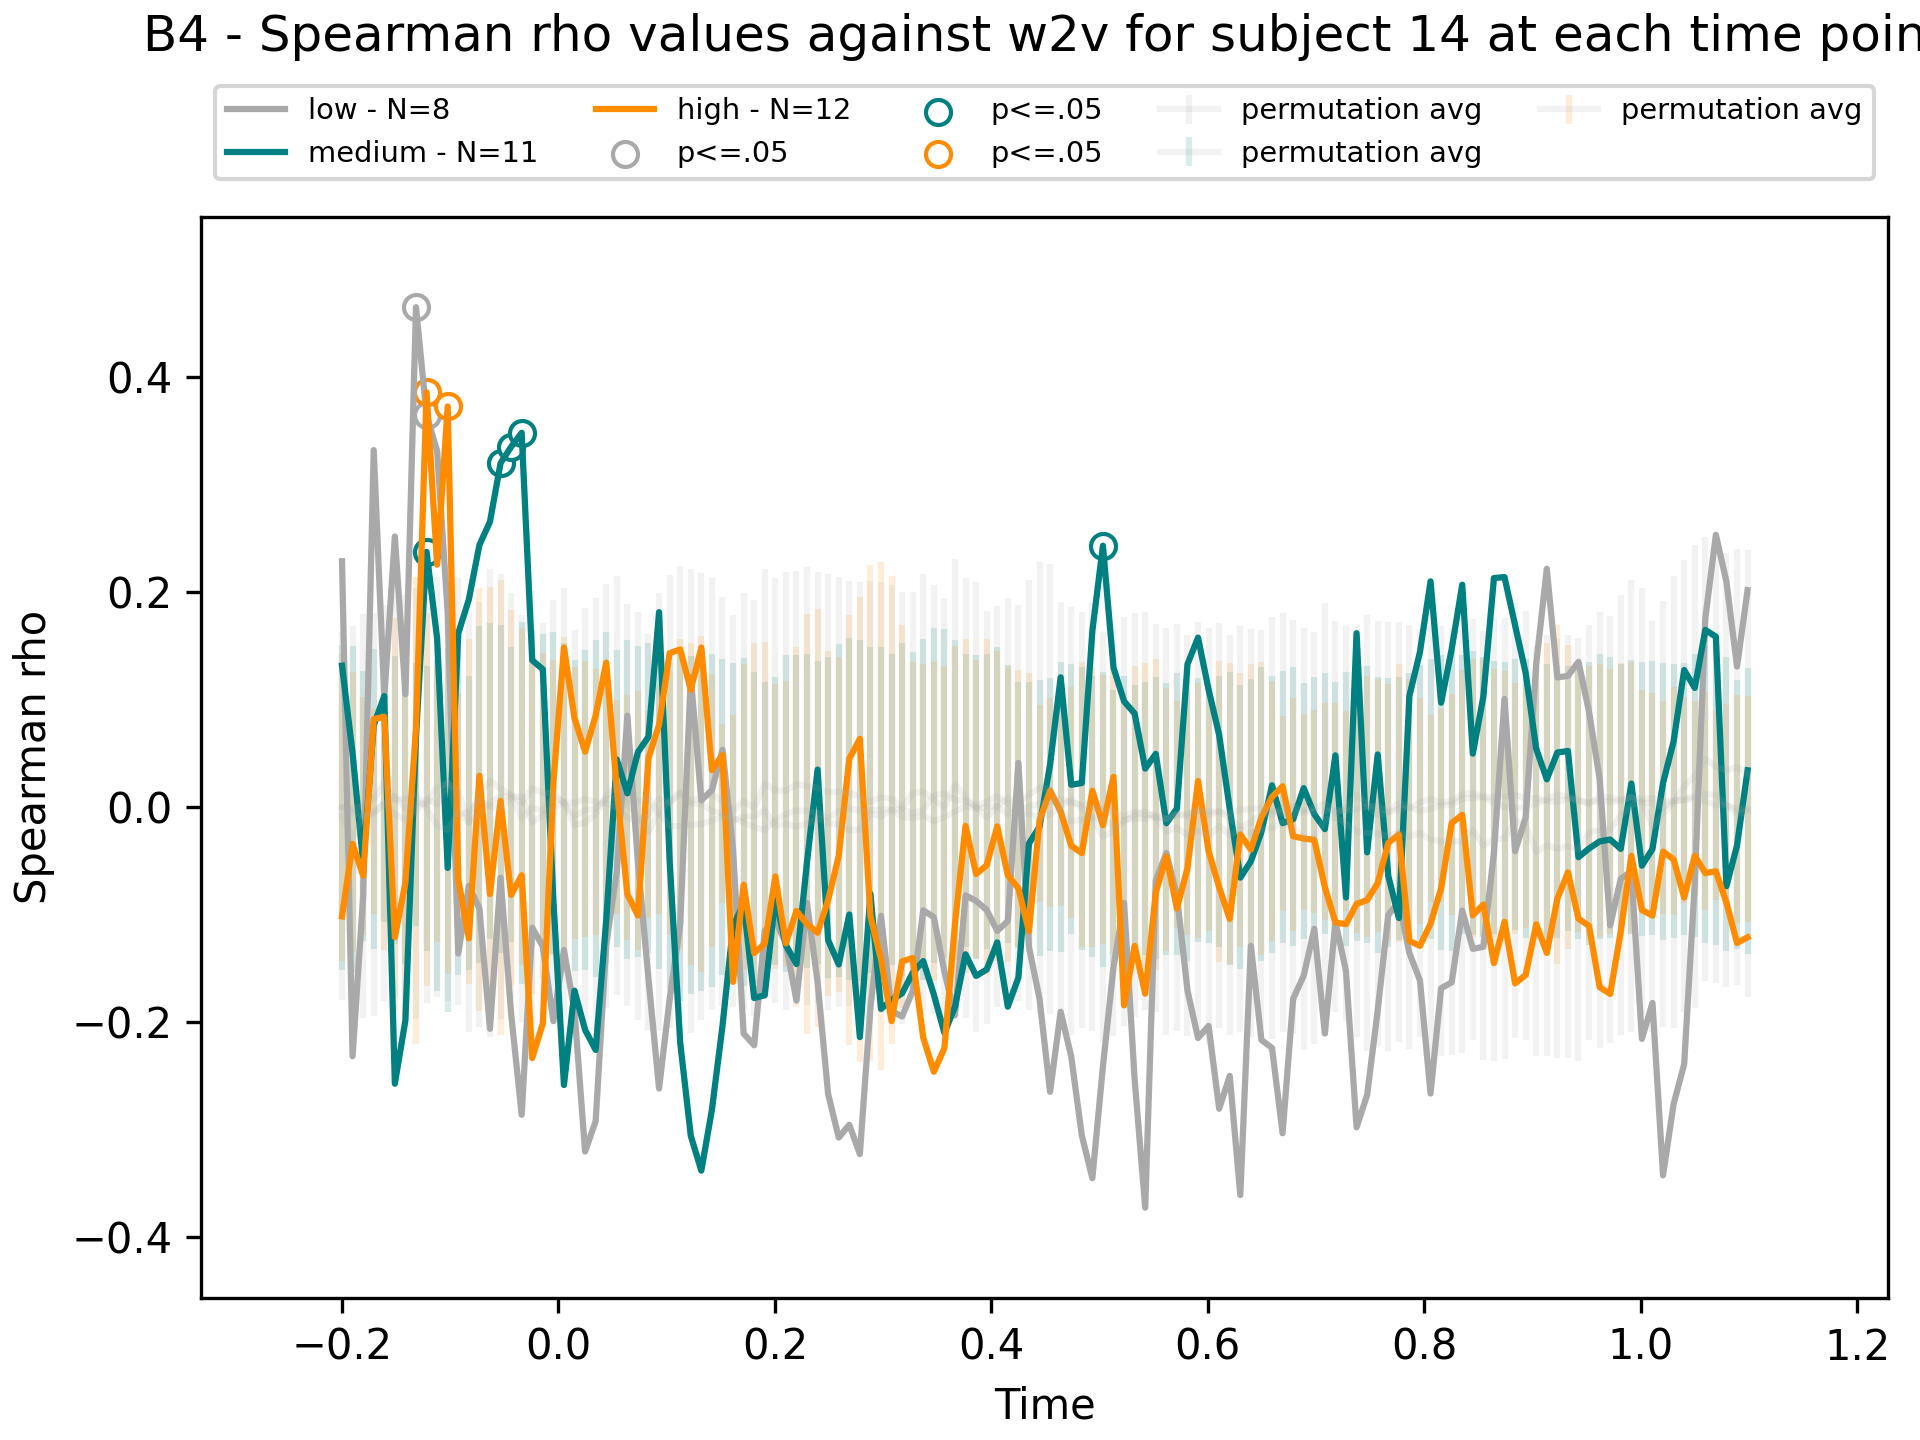 B4 - Spearman rho values against w2v for subject 14 at each time poin
low - N=8
medium - N=11
high - N=12
p<=.05
p<=.05
p<=.05
permutation avg
permutation avg
permutation avg
Spearman rho
0.4
0.2
0.0
−0.2
−0.4
−0.2 0.0 0.2 0.4 0.6 0.8 1.0 1.2
Time